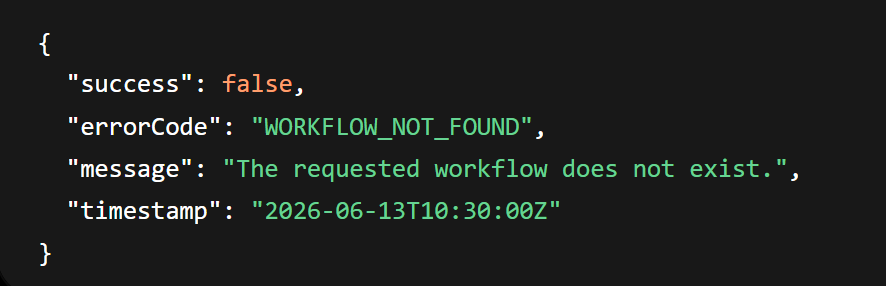 {
"success": false,
"errorCode": "WORKFLOW_NOT_FOUND",
"message": "The requested workflow does not exist.",
"timestamp": "2026-06-13T10:30:00Z"
}